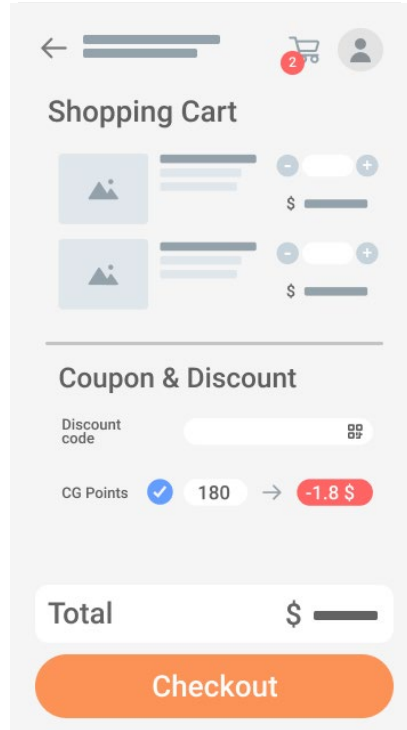 2
Shopping Cart
- +
$
- +
$
Coupon & Discount
Discount
code
CG Points 180 → -1.8 $
Total $
Checkout